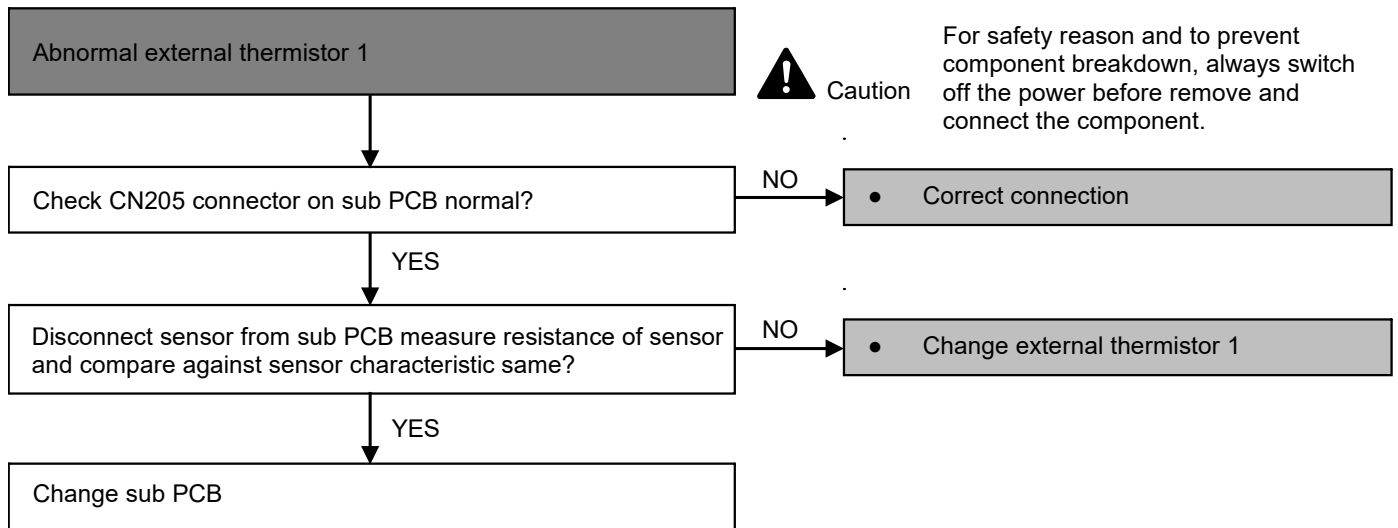 Abnormal external thermistor 1
Caution
For safety reason and to prevent
component breakdown, always switch
off the power before remove and
connect the component.
Check CN205 connector on sub PCB normal?
NO
● Correct connection
YES
Disconnect sensor from sub PCB measure resistance of sensor
and compare against sensor characteristic same?
NO
● Change external thermistor 1
YES
Change sub PCB